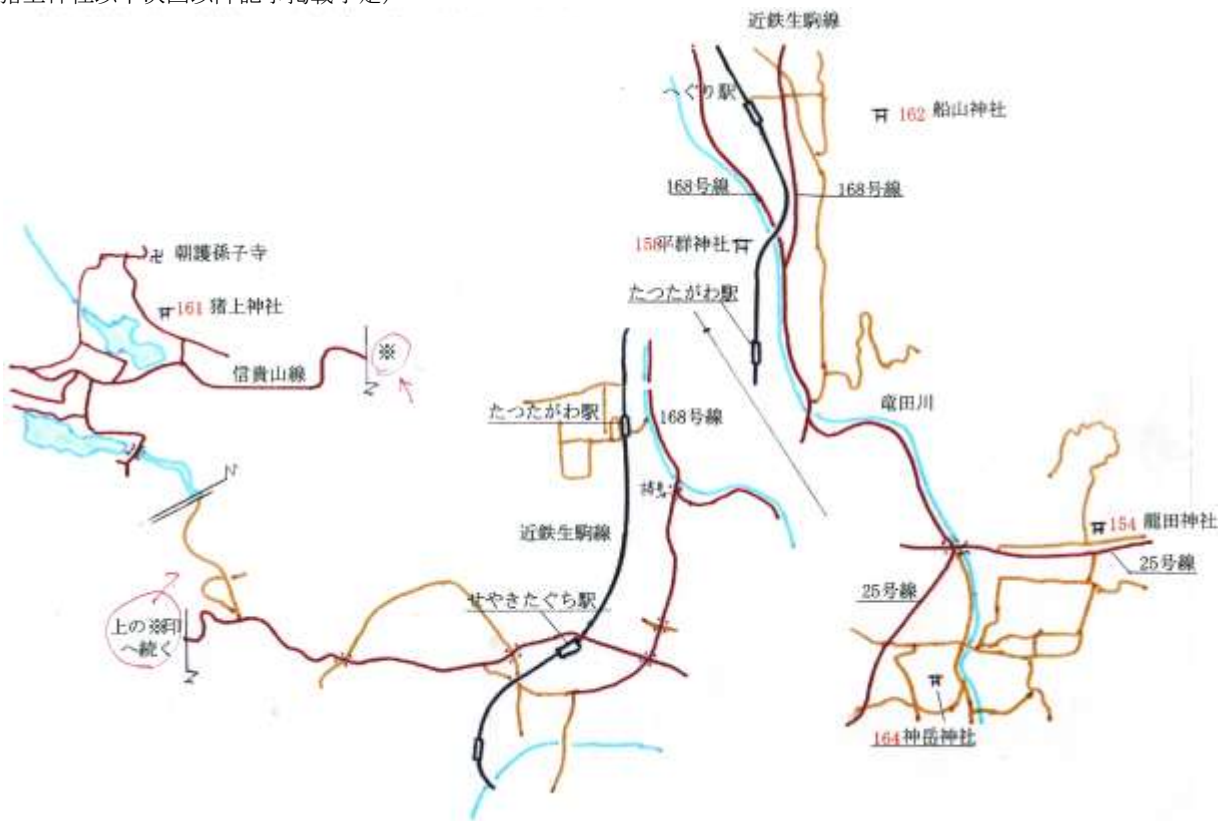 近鉄生駒線
へぐり駅
162 船山神社
168号線
168号線
158平群神社
たつたがわ駅
朝護孫子寺
161 猪上神社
※
信貴山線
たつたがわ駅
168号線
竜田川
近鉄生駒線
154 龍田神社
25号線
25号線
せやきたぐち駅
上の※印
へ続く
164神岳神社